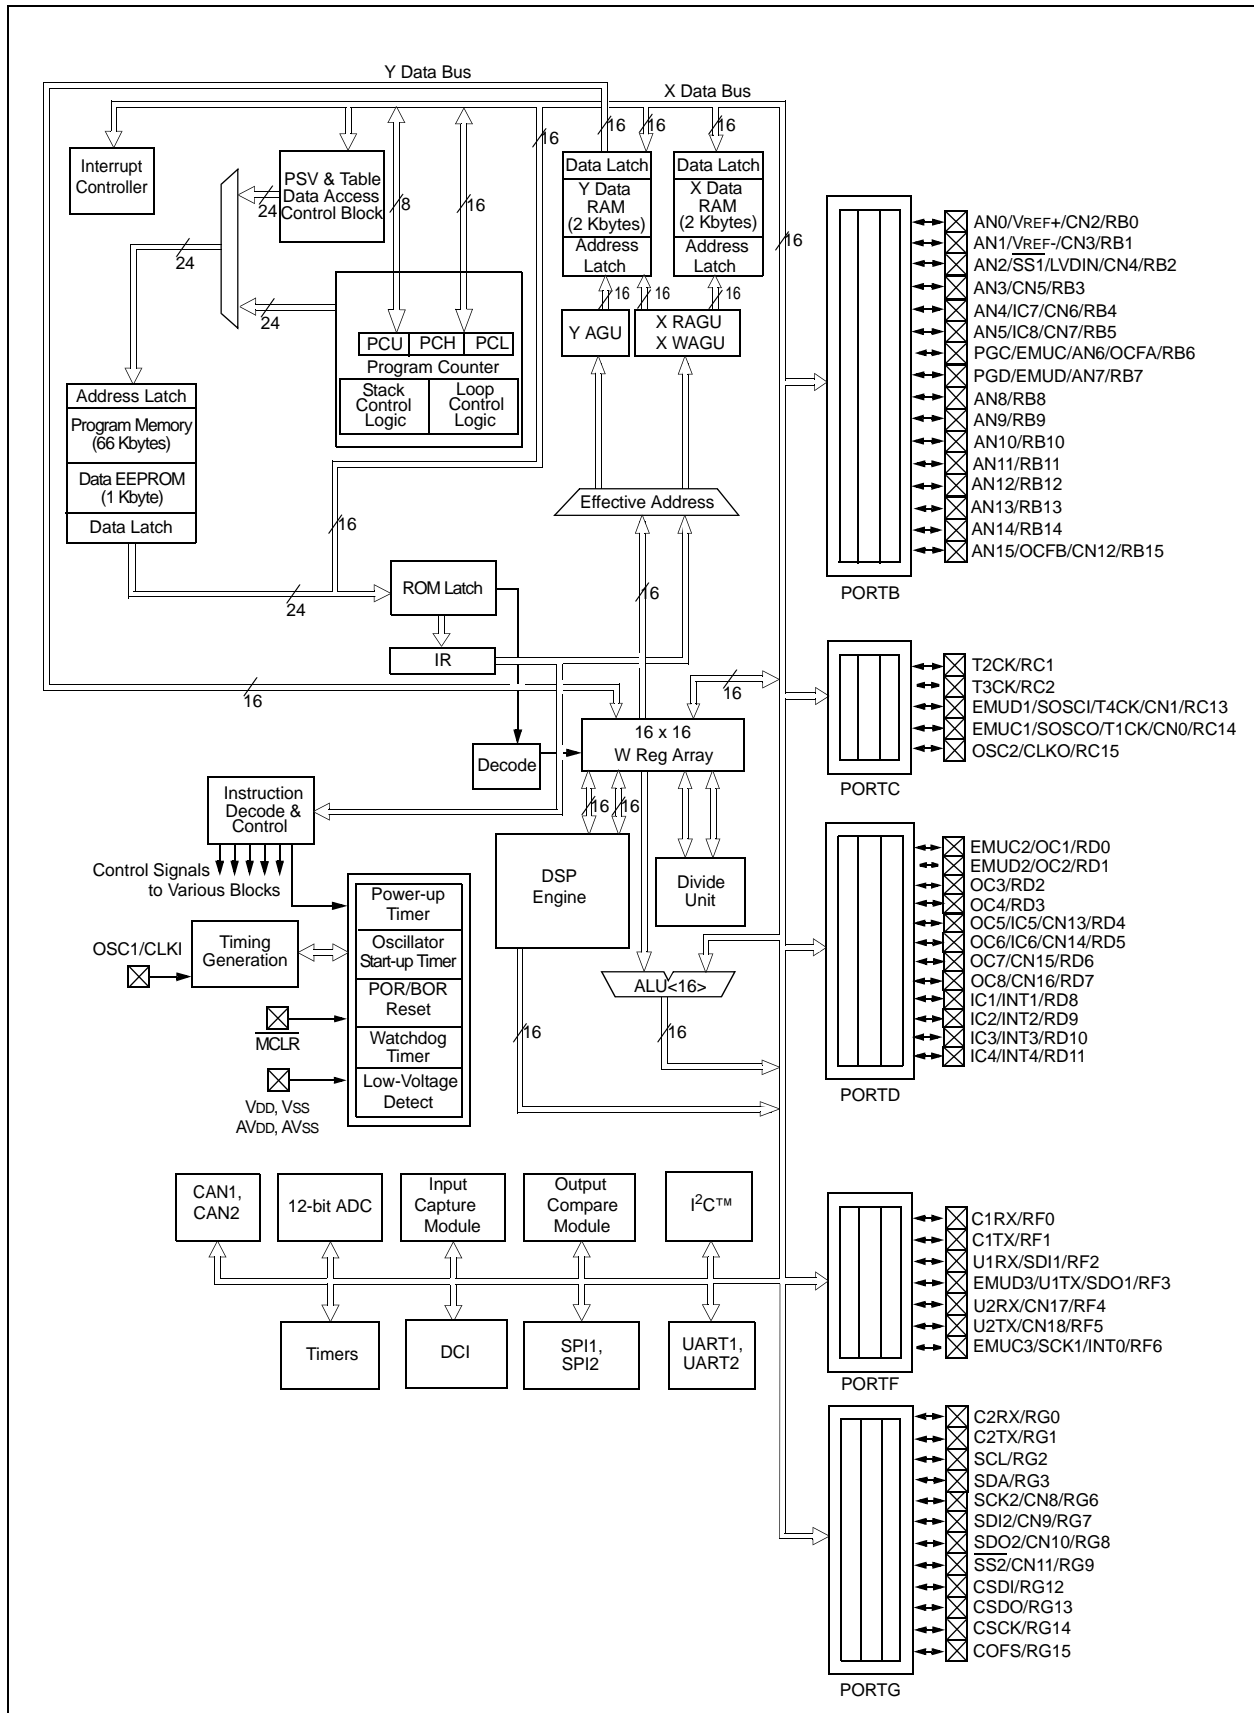 Y Data Bus
X Data Bus
16
16
16
16
Interrupt
Controller
PSV & Table
Data Access
Control Block
24
8
16
Data Latch
Y Data
RAM
(2 Kbytes)
Address
Latch
Data Latch
X Data
RAM
(2 Kbytes)
Address
Latch
16
24
24
16
16
16
Y AGU
X RAGU
X WAGU
PCU
PCH
PCL
Program Counter
Stack
Control
Logic
Loop
Control
Logic
Address Latch
Program Memory
(66 Kbytes)
Data EEPROM
(1 Kbyte)
Data Latch
Effective Address
16
24
ROM Latch
16
IR
16
16
16 x 16
W Reg Array
Decode
Instruction
Decode &
Control
16
16
Control Signals
to Various Blocks
DSP
Engine
Divide
Unit
Power-up
Timer
Oscillator
Start-up Timer
POR/BOR
Reset
Watchdog
Timer
Low-Voltage
Detect
OSC1/CLKI
Timing
Generation
MCLR
VDD, VSS
AVDD, AVSS
ALU<16>
16
16
CAN1,
CAN2
12-bit ADC
Input
Capture
Module
Output
Compare
Module
I2C™
Timers
DCI
SPI1,
SPI2
UART1,
UART2
AN0/VREF+/CN2/RB0
AN1/VREF-/CN3/RB1
AN2/SS1/LVDIN/CN4/RB2
AN3/CN5/RB3
AN4/IC7/CN6/RB4
AN5/IC8/CN7/RB5
PGC/EMUC/AN6/OCFA/RB6
PGD/EMUD/AN7/RB7
AN8/RB8
AN9/RB9
AN10/RB10
AN11/RB11
AN12/RB12
AN13/RB13
AN14/RB14
AN15/OCFB/CN12/RB15
PORTB
T2CK/RC1
T3CK/RC2
EMUD1/SOSCI/T4CK/CN1/RC13
EMUC1/SOSCO/T1CK/CN0/RC14
OSC2/CLKO/RC15
PORTC
EMUC2/OC1/RD0
EMUD2/OC2/RD1
OC3/RD2
OC4/RD3
OC5/IC5/CN13/RD4
OC6/IC6/CN14/RD5
OC7/CN15/RD6
OC8/CN16/RD7
IC1/INT1/RD8
IC2/INT2/RD9
IC3/INT3/RD10
IC4/INT4/RD11
PORTD
C1RX/RF0
C1TX/RF1
U1RX/SDI1/RF2
EMUD3/U1TX/SDO1/RF3
U2RX/CN17/RF4
U2TX/CN18/RF5
EMUC3/SCK1/INT0/RF6
PORTF
C2RX/RG0
C2TX/RG1
SCL/RG2
SDA/RG3
SCK2/CN8/RG6
SDI2/CN9/RG7
SDO2/CN10/RG8
SS2/CN11/RG9
CSDI/RG12
CSDO/RG13
CSCK/RG14
COFS/RG15
PORTG